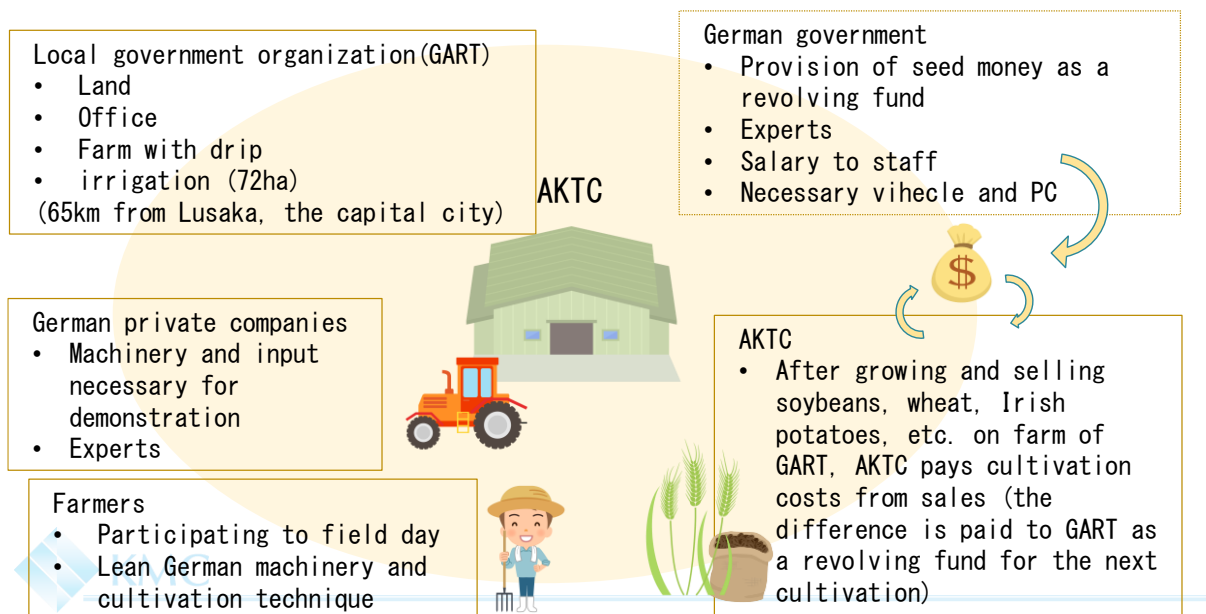 Local government organization(GART)
• Land
• Office
• Farm with drip
• irrigation (72ha)
(65km from Lusaka, the capital city)
German government
• Provision of seed money as a
revolving fund
• Experts
• Salary to staff
• Necessary vihecle and PC
AKTC
$
German private companies
• Machinery and input
necessary for
demonstration
• Experts
AKTC
• After growing and selling
soybeans, wheat, Irish
potatoes, etc. on farm of
GART, AKTC pays cultivation
costs from sales (the
difference is paid to GART as
a revolving fund for the next
cultivation)
Farmers
• Participating to field day
• Lean German machinery and
cultivation technique
KMC